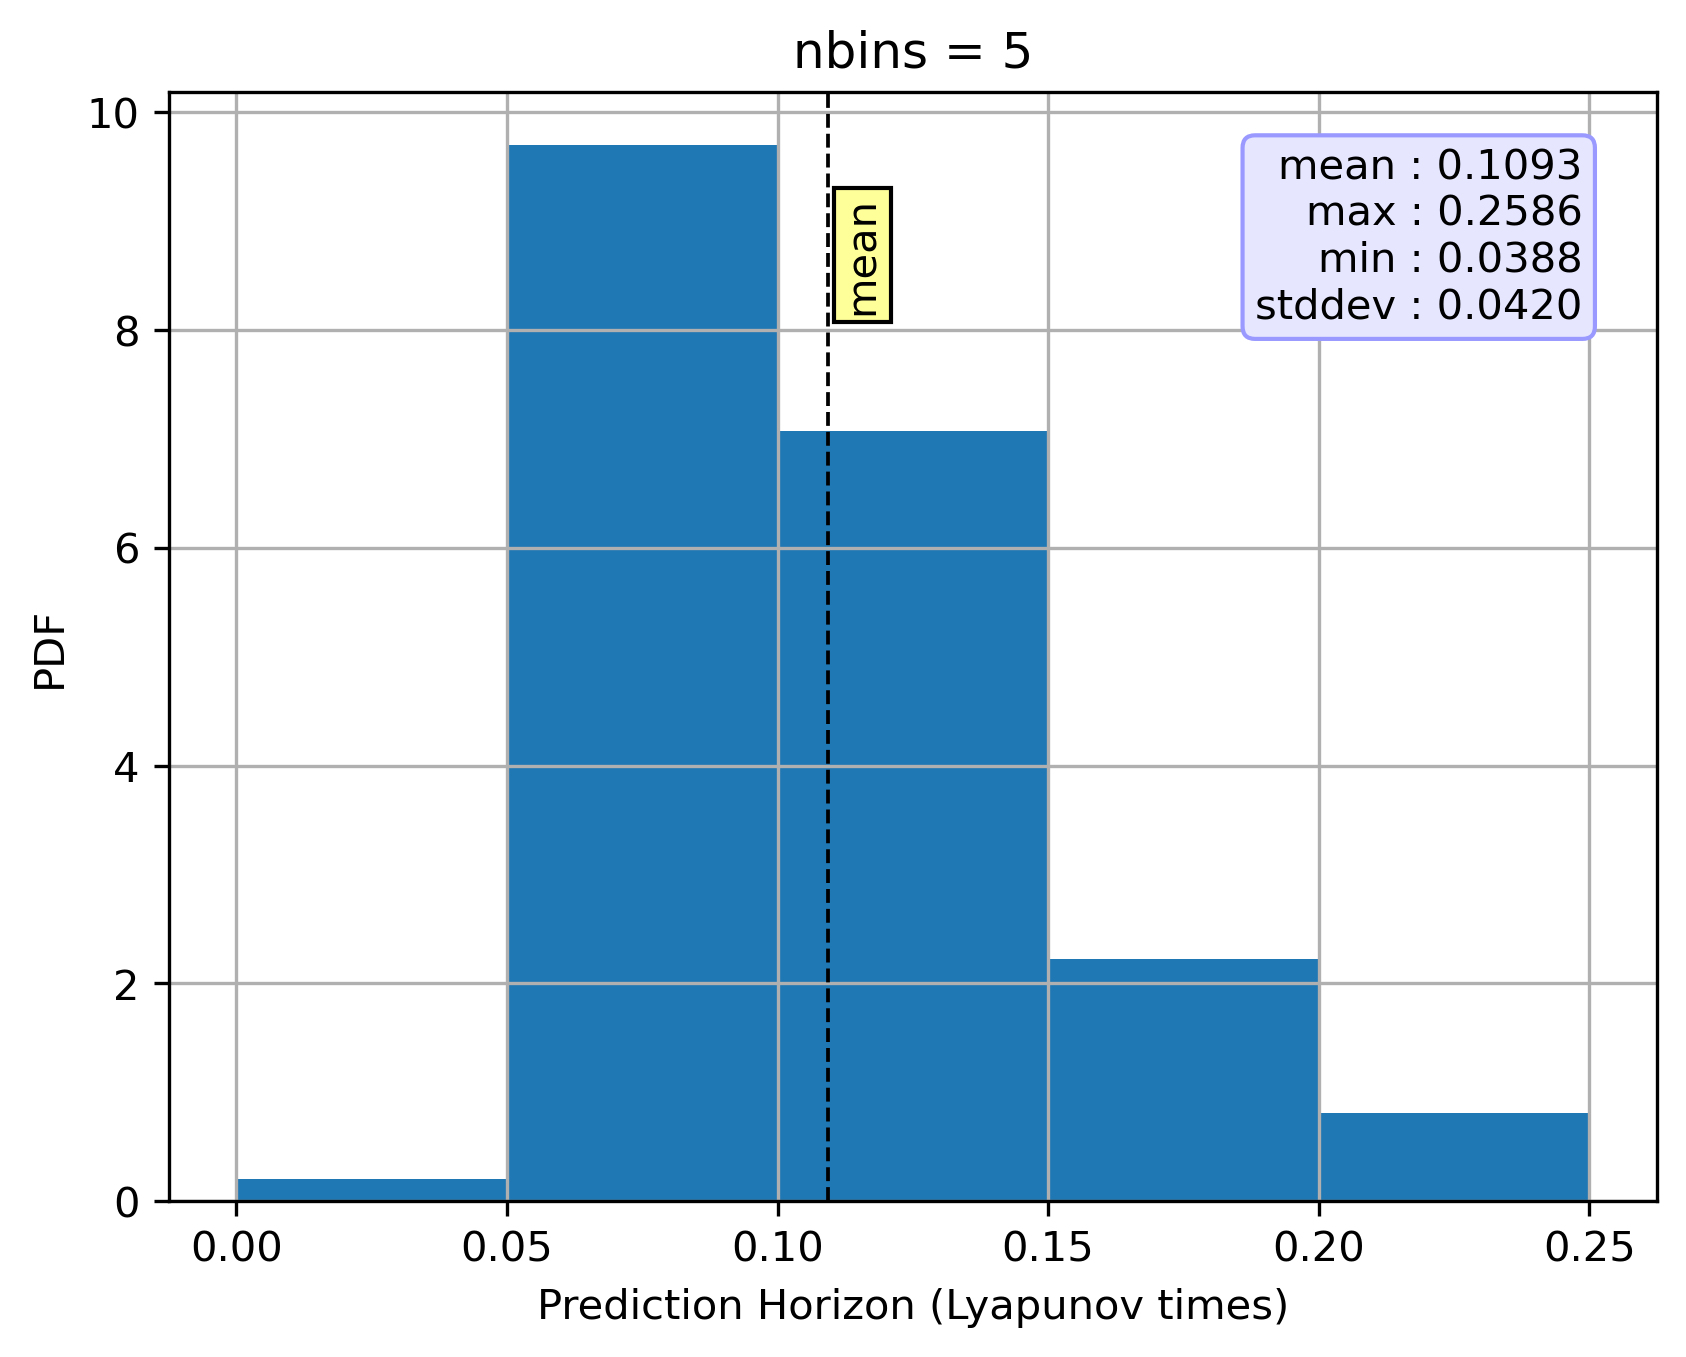 nbins = 5
10
8
6
4
2
0
PDF
mean
mean : 0.1093
max : 0.2586
min : 0.0388
stddev : 0.0420
0.00 0.05 0.10 0.15 0.20 0.25
Prediction Horizon (Lyapunov times)